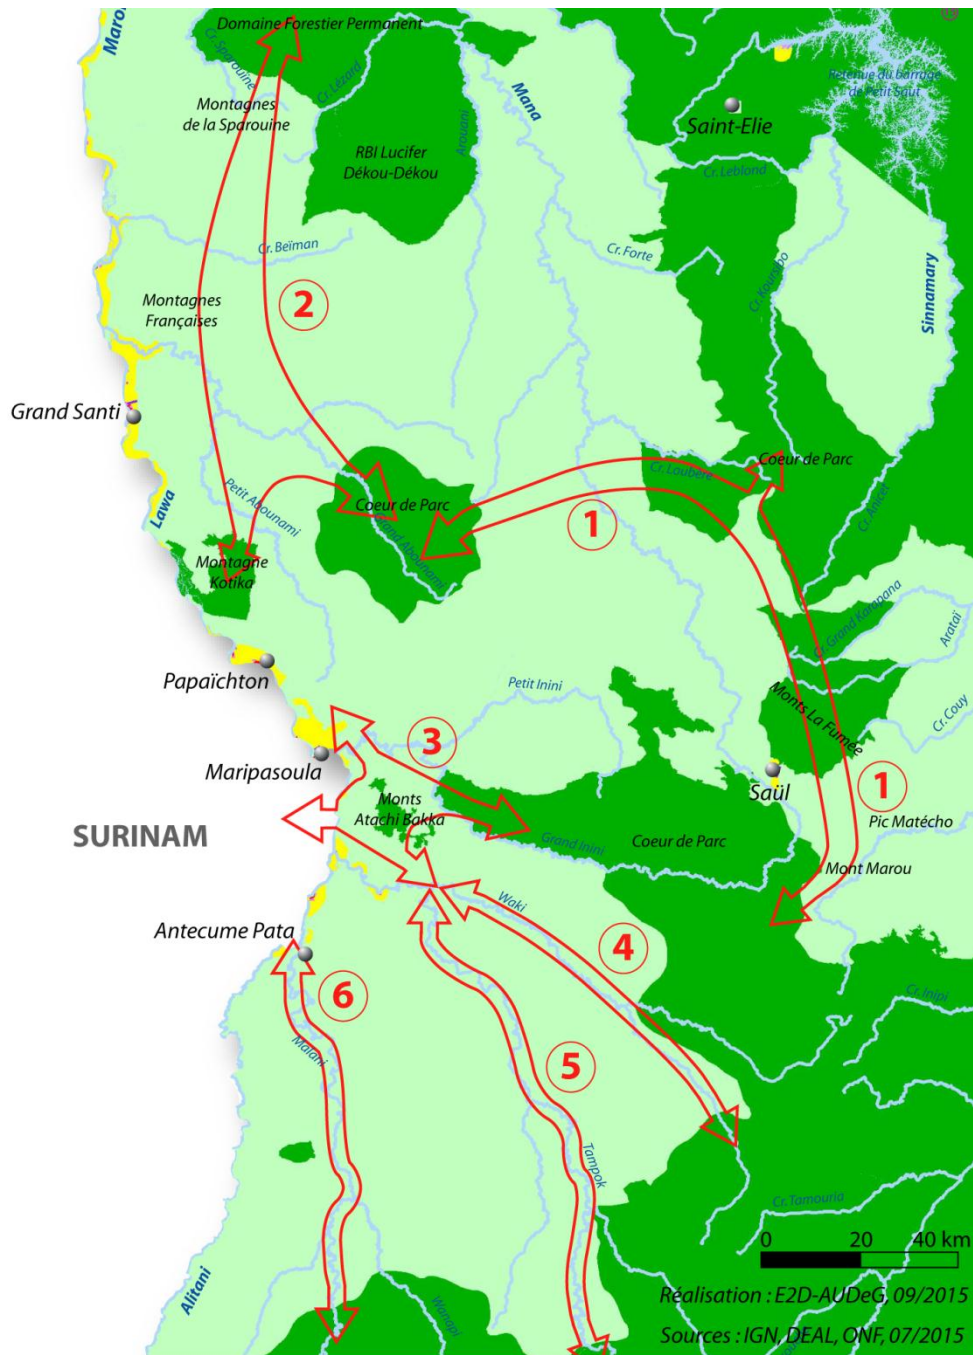 Domaine Forestier Permanent
Maro
Cr. Sparouine
Cr. Lézard
Mana
Retenue du barrage
de Petit Saut
Montagnes
de la Sparouine
Arouani
Saint-Elie
RBI Lucifer
Dékou-Dékou
Cr. Leblond
Cr. Beïman
Cr. Forte
Cr. Koursibo
Sinnamary
2
Montagnes
Françaises
Grand Santi
Lawa
Petit Abounami
Coeur de Parc
Grand Abounami
Cr. Loubère
Coeur de Parc
1
Cr. Anicet
Montagne
Kotika
Cr. Grand Karapana
Arataï
Papaïchton
Petit Inini
Monts La Fumée
Cr. Couy
3
Maripasoula
Saül
1
Monts
Atachi Bakka
Pic Matécho
SURINAM
Grand Inini
Coeur de Parc
Mont Marou
Waki
Antecume Pata
4
6
Cr. Inipi
Malani
5
Tampok
Cr. Tamouria
0 20 40 km
Alitani
Wanapi
Réalisation : E2D-AUDeG, 09/2015
Sources : IGN, DEAL, ONF, 07/2015